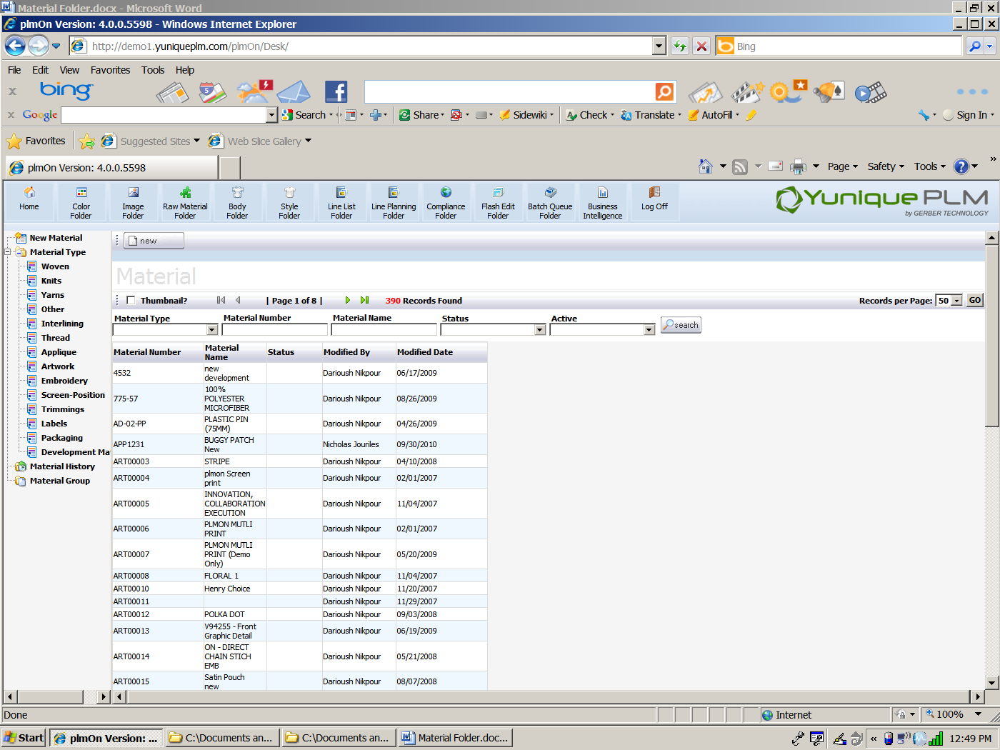 Material Folder.docx - Microsoft Word
plmOn Version: 4.0.0.5598 - Windows Internet Explorer
http://demo1.yuniqueplm.com/plmOn/Desk/
Bing
File Edit View Favorites Tools Help
x bing
x Google Search Share Sidewiki Check Translate AutoFill Sign In
Favorites Suggested Sites Web Slice Gallery
plmOn Version: 4.0.0.5598
Page Safety Tools »
Home
Color Folder
Image Folder
Raw Material Folder
Body Folder
Style Folder
Line List Folder
Line Planning Folder
Compliance Folder
Flash Edit Folder
Batch Queue Folder
Business Intelligence
Log Off
Yunique PLM
by GERBER TECHNOLOGY
New Material
Material Type
Woven
Knits
Yarns
Other
Interlining
Thread
Applique
Artwork
Embroidery
Screen-Position
Trimmings
Labels
Packaging
Development Ma
Material History
Material Group
new
Material
Thumbnail? | Page 1 of 8 | 390 Records Found Records per Page: 50 GO
Material Type Material Number Material Name Status Active search
Material Number Material Name Status Modified By Modified Date
4532 new development Darioush Nikpour 06/17/2009
775-57 100% POLYESTER MICROFIBER Darioush Nikpour 08/26/2009
AD-02-PP PLASTIC PIN (75MM) Darioush Nikpour 04/26/2009
APP1231 BUGGY PATCH New Nicholas Jouriles 09/30/2010
ART00003 STRIPE Darioush Nikpour 04/10/2008
ART00004 plmon Screen print Darioush Nikpour 02/01/2007
ART00005 INNOVATION, COLLABORATION EXECUTION Darioush Nikpour 11/04/2007
ART00006 PLMON MUTLI PRINT Darioush Nikpour 02/01/2007
ART00007 PLMON MUTLI PRINT (Demo Only) Darioush Nikpour 05/20/2009
ART00008 FLORAL 1 Darioush Nikpour 11/04/2007
ART00010 Henry Choice Darioush Nikpour 11/20/2007
ART00011 Darioush Nikpour 11/29/2007
ART00012 POLKA DOT Darioush Nikpour 09/03/2008
ART00013 V94255 - Front Graphic Detail Darioush Nikpour 06/19/2009
ART00014 ON - DIRECT CHAIN STICH EMB Darioush Nikpour 05/21/2008
ART00015 Satin Pouch new Darioush Nikpour 08/07/2008
Done Internet 100%
Start plmOn Version: ... C:\Documents an... C:\Documents an... Material Folder.doc... « 12:49 PM